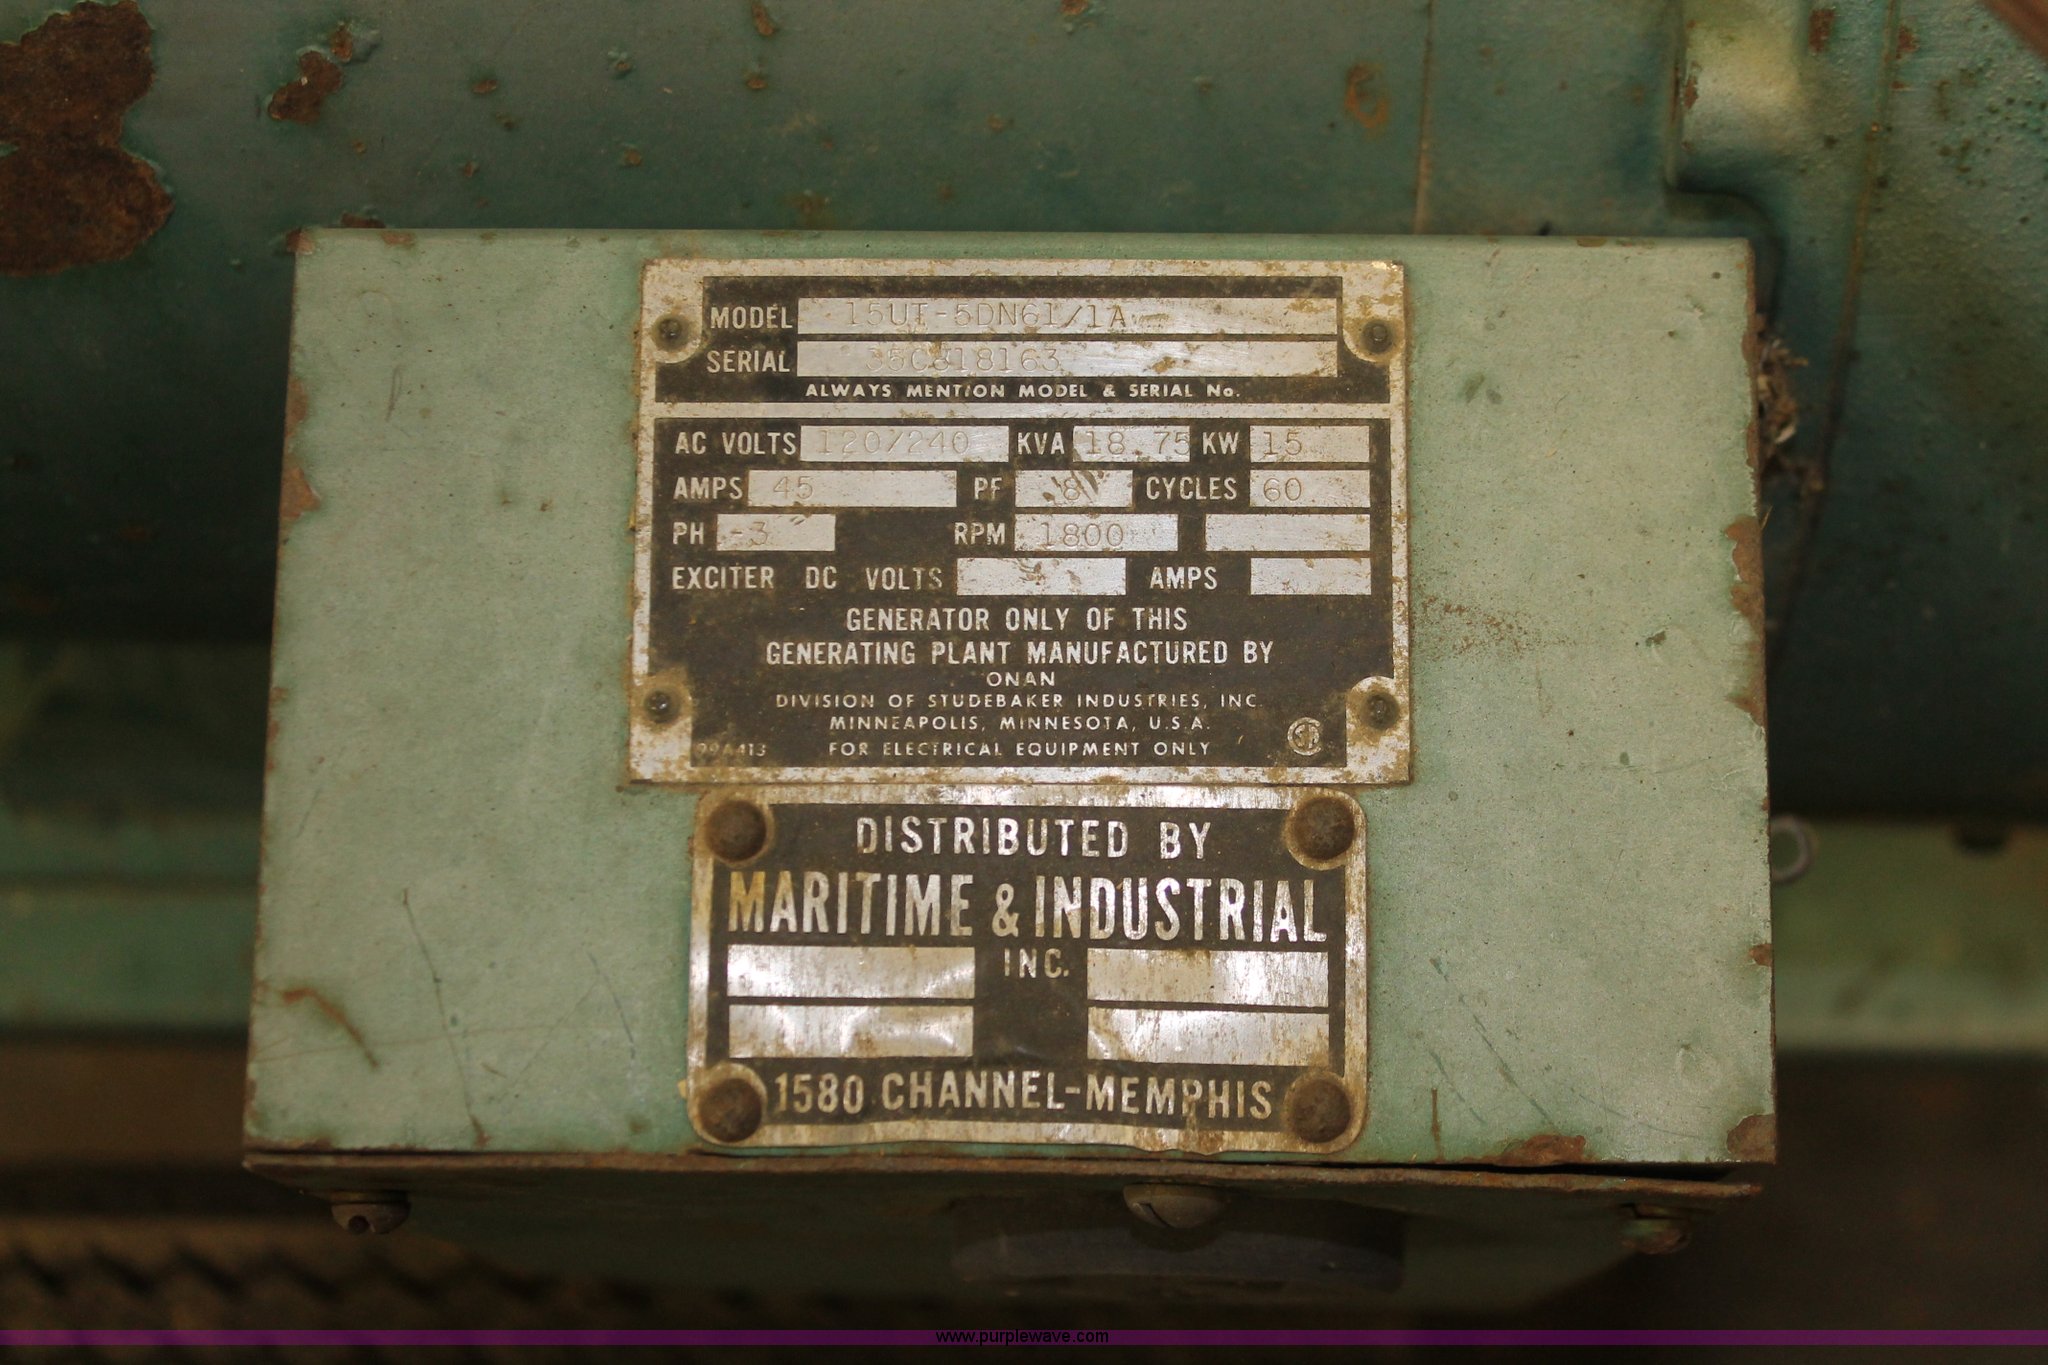 MODEL 15UT-5DN61/1A
SERIAL 36C818163
ALWAYS MENTION MODEL & SERIAL No.
AC VOLTS 120/240 KVA 18 75 KW 15
AMPS 45 PF 8 CYCLES 60
PH -3 RPM 1800
EXCITER DC VOLTS AMPS
GENERATOR ONLY OF THIS
GENERATING PLANT MANUFACTURED BY
ONAN
DIVISION OF STUDEBAKER INDUSTRIES, INC.
MINNEAPOLIS, MINNESOTA, U.S.A.
99A413 FOR ELECTRICAL EQUIPMENT ONLY
DISTRIBUTED BY
MARITIME & INDUSTRIAL
INC.
1580 CHANNEL-MEMPHIS
www.purplewave.com